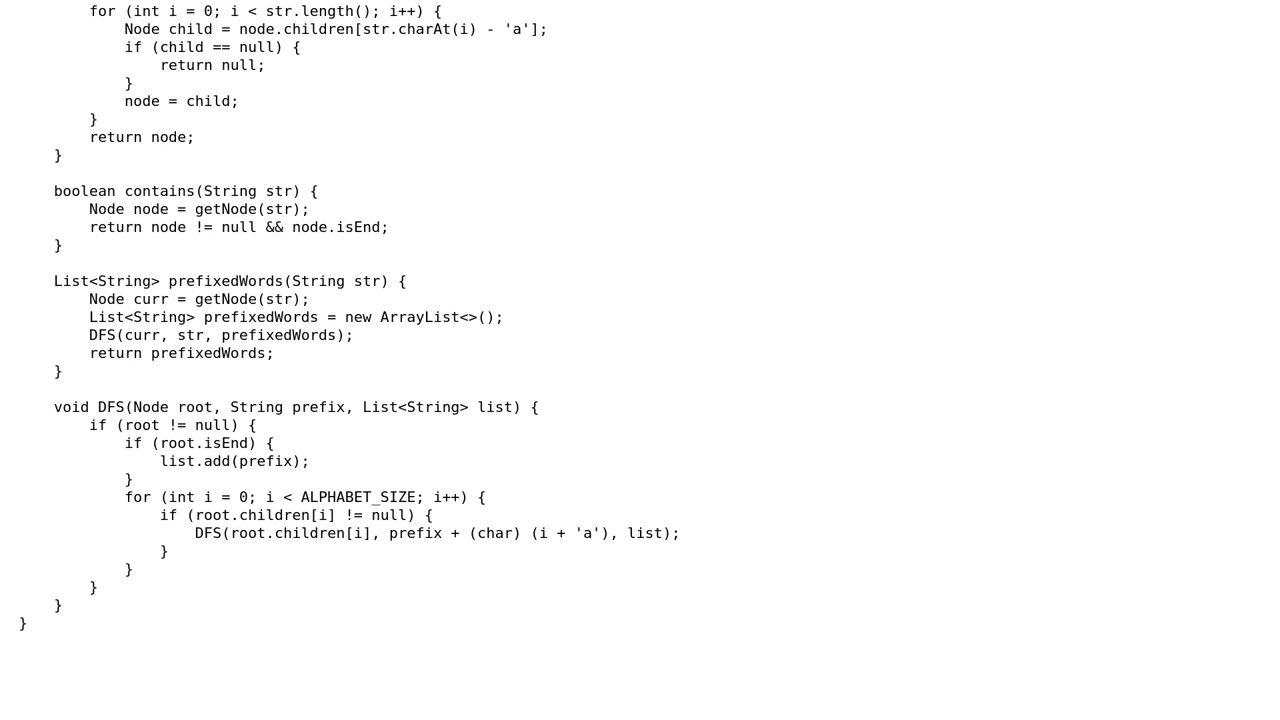 for (int i = 0; i < str.length(); i++) {
            Node child = node.children[str.charAt(i) - 'a'];
            if (child == null) {
                return null;
            }
            node = child;
        }
        return node;
    }

    boolean contains(String str) {
        Node node = getNode(str);
        return node != null && node.isEnd;
    }

    List<String> prefixedWords(String str) {
        Node curr = getNode(str);
        List<String> prefixedWords = new ArrayList<>();
        DFS(curr, str, prefixedWords);
        return prefixedWords;
    }

    void DFS(Node root, String prefix, List<String> list) {
        if (root != null) {
            if (root.isEnd) {
                list.add(prefix);
            }
            for (int i = 0; i < ALPHABET_SIZE; i++) {
                if (root.children[i] != null) {
                    DFS(root.children[i], prefix + (char) (i + 'a'), list);
                }
            }
        }
    }
}